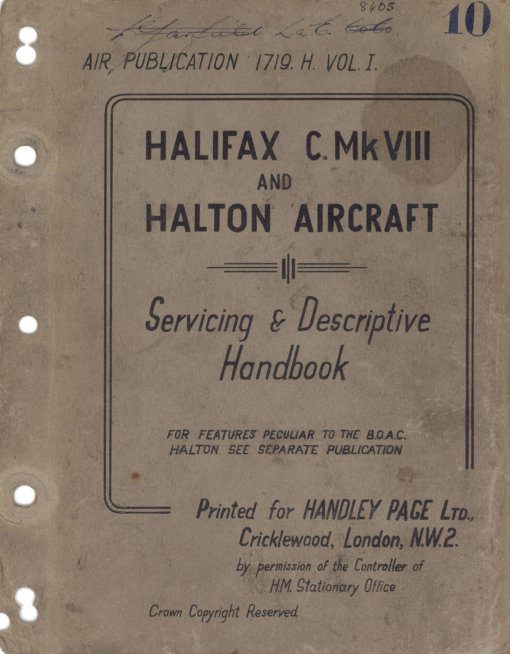 8405
10
AIR PUBLICATION 1719. H. VOL. I.
HALIFAX C. Mk VIII
AND
HALTON AIRCRAFT
Servicing & Descriptive
Handbook
FOR FEATURES PECULIAR TO THE B.O.A.C.
HALTON SEE SEPARATE PUBLICATION
Printed for HANDLEY PAGE LTD.,
Cricklewood, London, N.W.2.
by permission of the Controller of
H.M. Stationary Office
Crown Copyright Reserved